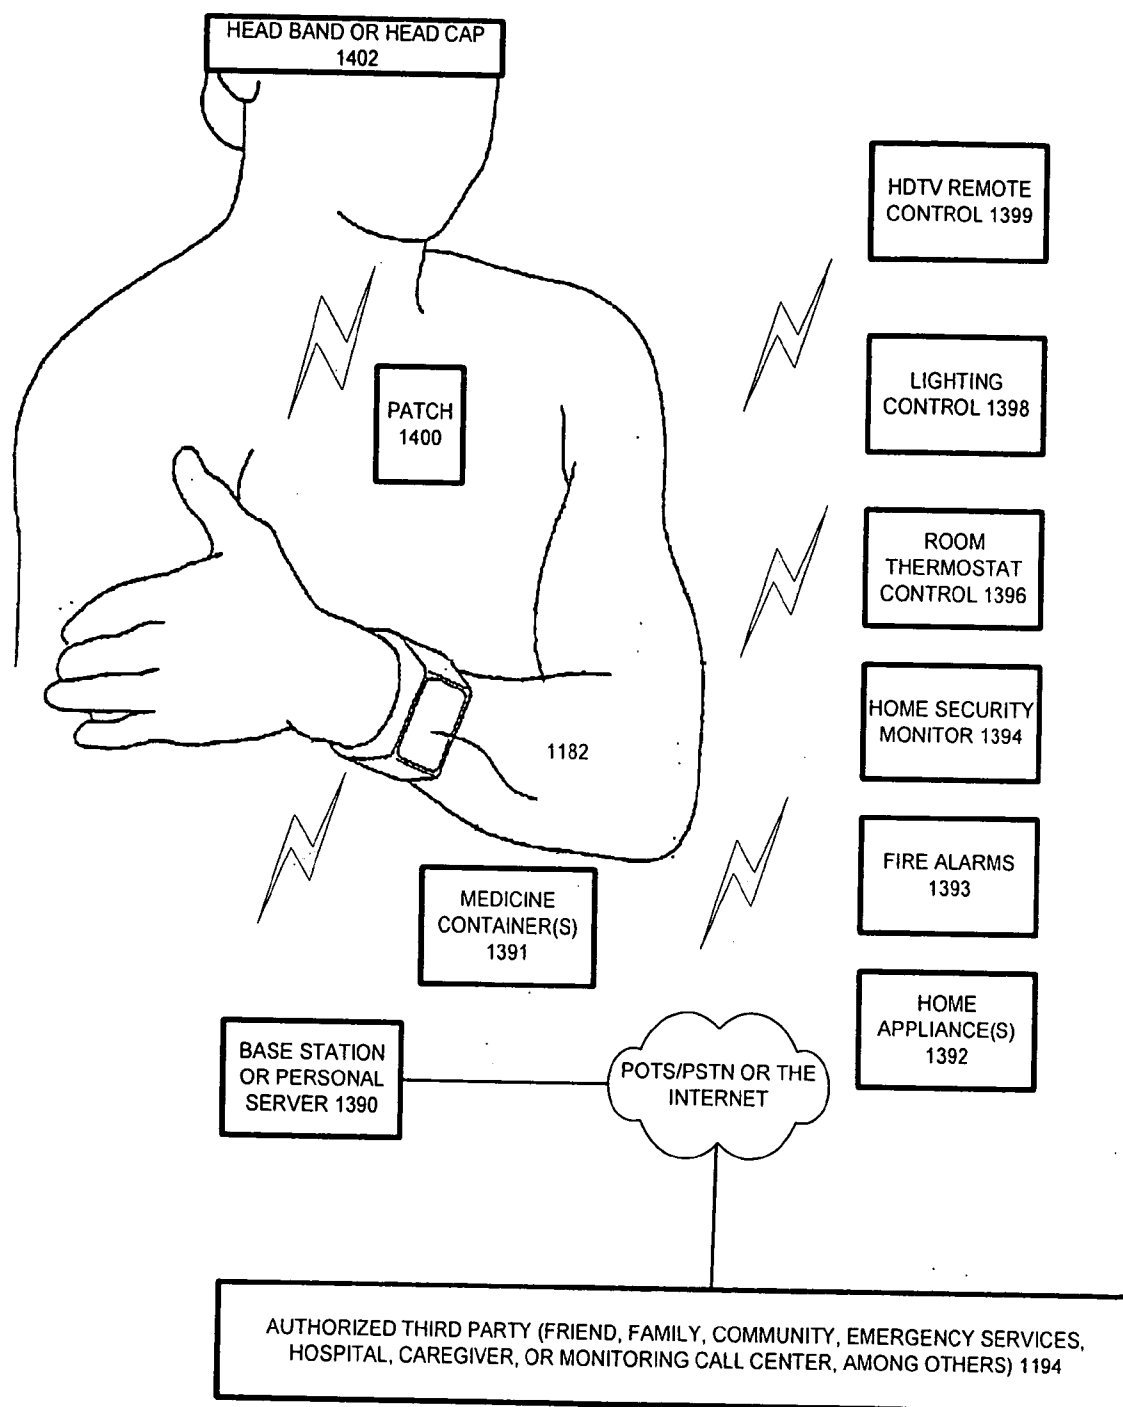 HEAD BAND OR HEAD CAP
1402
HDTV REMOTE
CONTROL 1399
LIGHTING
CONTROL 1398
PATCH
1400
ROOM
THERMOSTAT
CONTROL 1396
HOME SECURITY
MONITOR 1394
1182
FIRE ALARMS
1393
MEDICINE
CONTAINER(S)
1391
HOME
APPLIANCE(S)
1392
BASE STATION
OR PERSONAL
SERVER 1390
POTS/PSTN OR THE
INTERNET
AUTHORIZED THIRD PARTY (FRIEND, FAMILY, COMMUNITY, EMERGENCY SERVICES,
HOSPITAL, CAREGIVER, OR MONITORING CALL CENTER, AMONG OTHERS) 1194